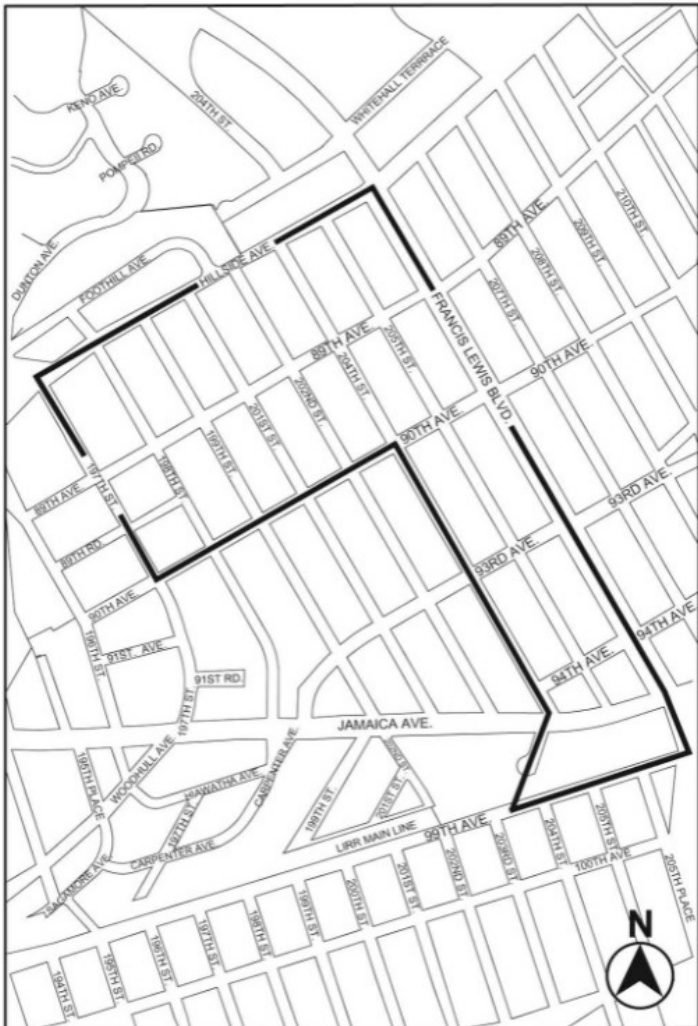 KENO AVE.
204TH ST.
WHITEHALL TERRRACE
POMPEII RD.
DUNTON AVE.
FOOTHILL AVE.
HILLSIDE AVE.
89TH AVE.
210TH ST.
209TH ST.
208TH ST.
207TH ST.
FRANCIS LEWIS BLVD.
89TH AVE.
205TH ST.
204TH ST.
202ND ST.
201ST ST.
199TH ST.
198TH ST.
197TH ST.
90TH AVE.
90TH AVE.
89TH AVE.
89TH RD.
90TH AVE.
93RD AVE.
93RD AVE.
94TH AVE.
94TH AVE.
196TH ST.
91ST. AVE.
91ST RD.
197TH ST.
JAMAICA AVE.
195TH PLACE
WOODHULL AVE.
HIAWATHA AVE.
197TH ST.
CARPENTER AVE.
CARPENTER AVE.
199TH ST.
201ST ST.
LIRR MAIN LINE
99TH AVE.
100TH AVE
205TH PLACE
205TH ST.
204TH ST.
203RD ST.
202ND ST.
201ST ST.
200TH ST.
199TH ST.
198TH ST.
197TH ST.
196TH ST.
195TH ST.
194TH ST.
N